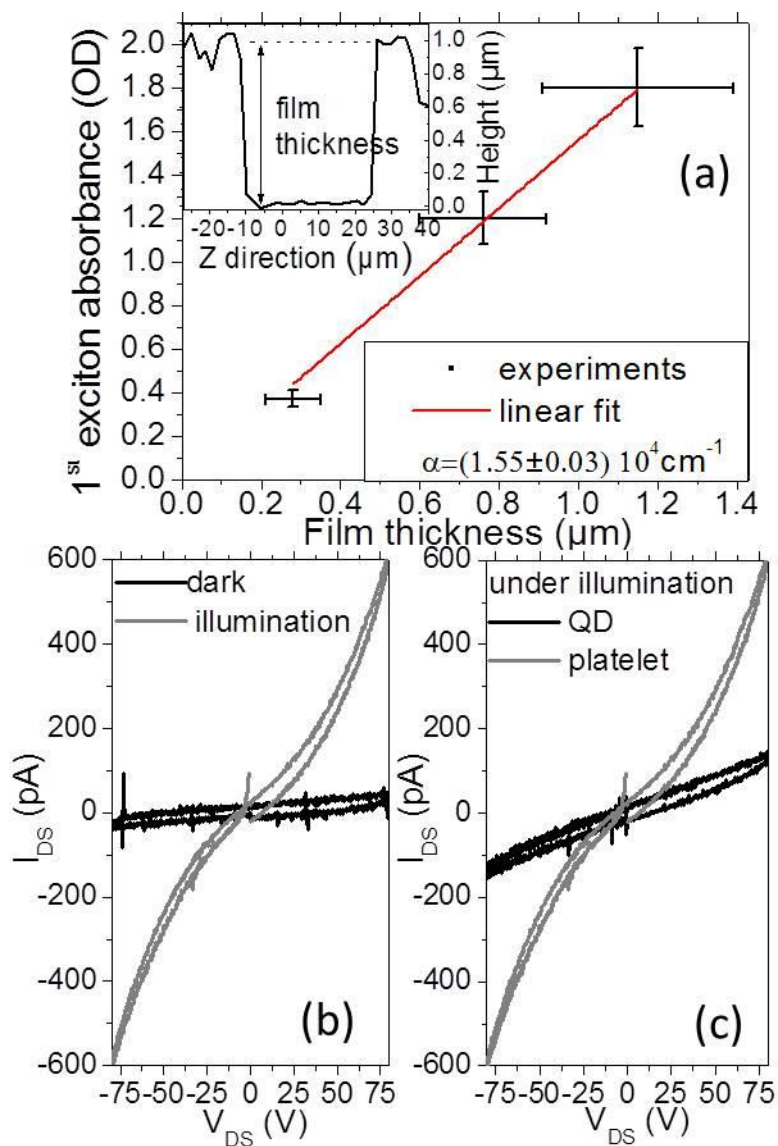 1st exciton absorbance (OD)
2.0
1.8
1.6
1.4
1.2
1.0
0.8
0.6
0.4
0.2
0.0
0.0 0.2 0.4 0.6 0.8 1.0 1.2 1.4
Film thickness (µm)
film
thickness
1.0
0.8
0.6
0.4
0.2
0.0
Height (µm)
-20 -10 0 10 20 30 40
Z direction (µm)
(a)
experiments
linear fit
α=(1.55±0.03) 10⁴cm⁻¹
600
400
200
0
-200
-400
-600
I_DS (pA)
dark
illumination
(b)
-75 -50 -25 0 25 50 75
V_DS (V)
600
400
200
0
-200
-400
-600
I_DS (pA)
under illumination
QD
platelet
(c)
-75 -50 -25 0 25 50 75
V_DS (V)